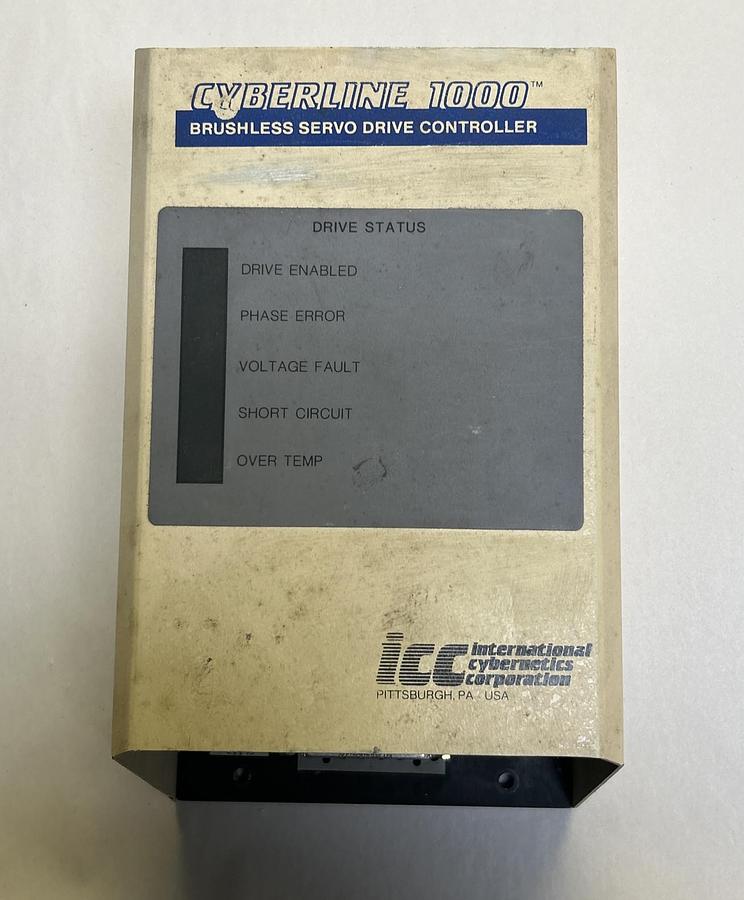 CYBERLINE 1000™
BRUSHLESS SERVO DRIVE CONTROLLER
DRIVE STATUS
DRIVE ENABLED
PHASE ERROR
VOLTAGE FAULT
SHORT CIRCUIT
OVER TEMP
icc international
cybernetics
corporation
PITTSBURGH, PA USA